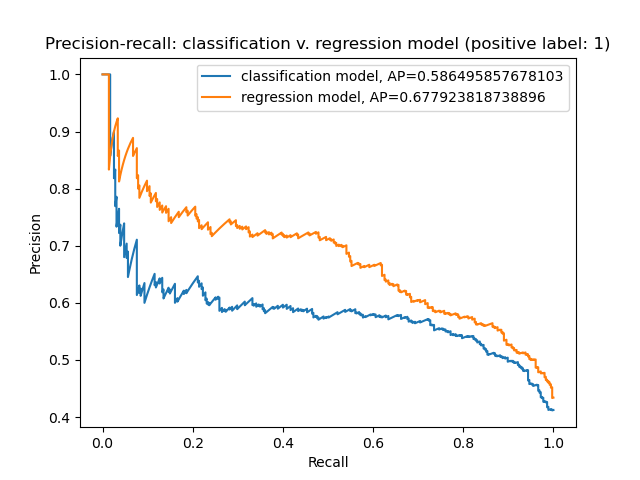 Precision-recall: classification v. regression model (positive label: 1)
classification model, AP=0.586495857678103
regression model, AP=0.677923818738896
1.0
0.9
0.8
0.7
0.6
0.5
0.4
Precision
0.0 0.2 0.4 0.6 0.8 1.0
Recall